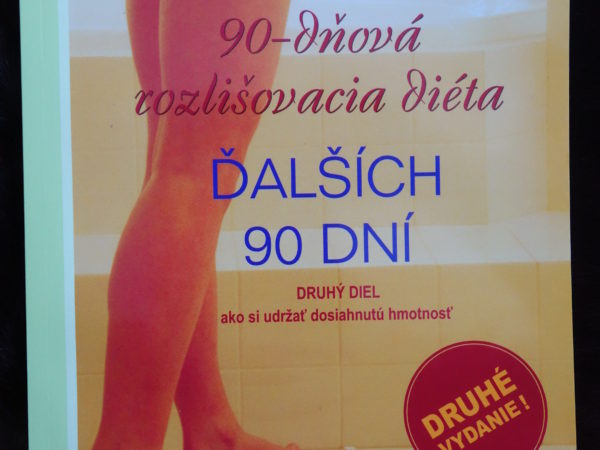 90-dňová
rozlišovacia diéta
ĎALŠÍCH
90 DNÍ
DRUHÝ DIEL
ako si udržať dosiahnutú hmotnosť
DRUHÉ
VYDANIE!